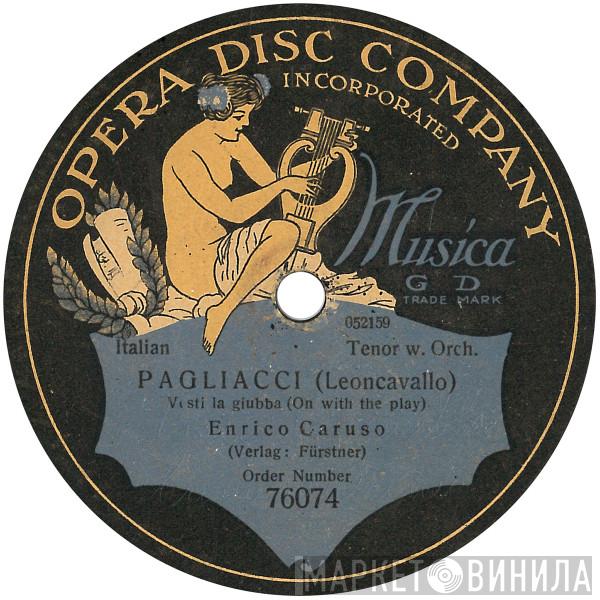 OPERA DISC COMPANY
INCORPORATED
Musica
G D
TRADE MARK
052159
Italian
Tenor w. Orch.
PAGLIACCI (Leoncavallo)
Vesti la giubba (On with the play)
Enrico Caruso
(Verlag: Fürstner)
Order Number
76074
МАРКЕТ ВИНИЛА